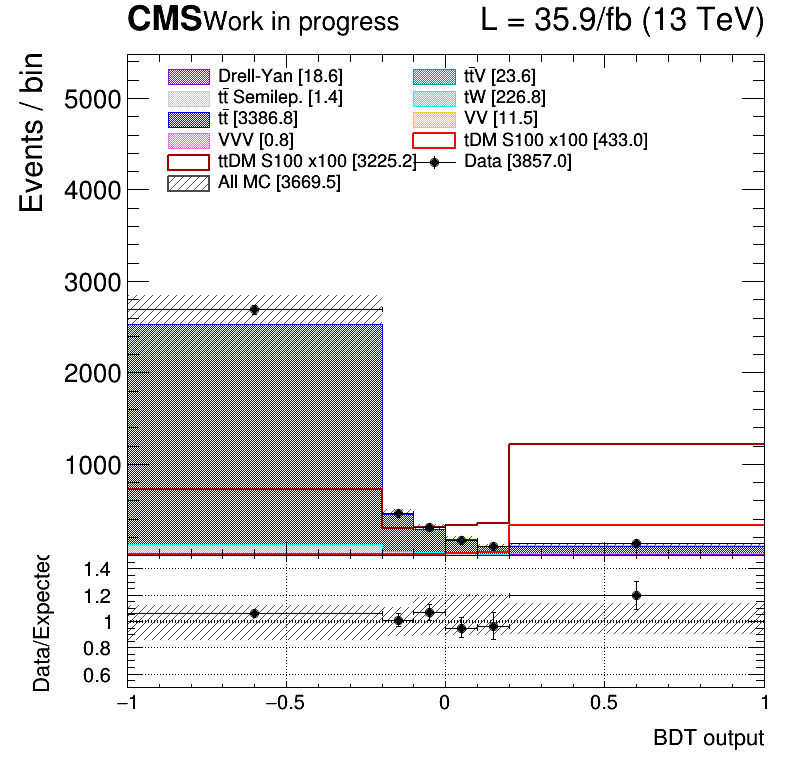 CMS Work in progress L = 35.9/fb (13 TeV)
Events / bin
Drell-Yan [18.6] tt̄V [23.6]
tt̄ Semilep. [1.4] tW [226.8]
tt̄ [3386.8] VV [11.5]
VVV [0.8] tDM S100 x100 [433.0]
ttDM S100 x100 [3225.2] Data [3857.0]
All MC [3669.5]
5000
4000
3000
2000
1000
Data/Expected
1.4
1.2
1
0.8
0.6
−1 −0.5 0 0.5 1
BDT output